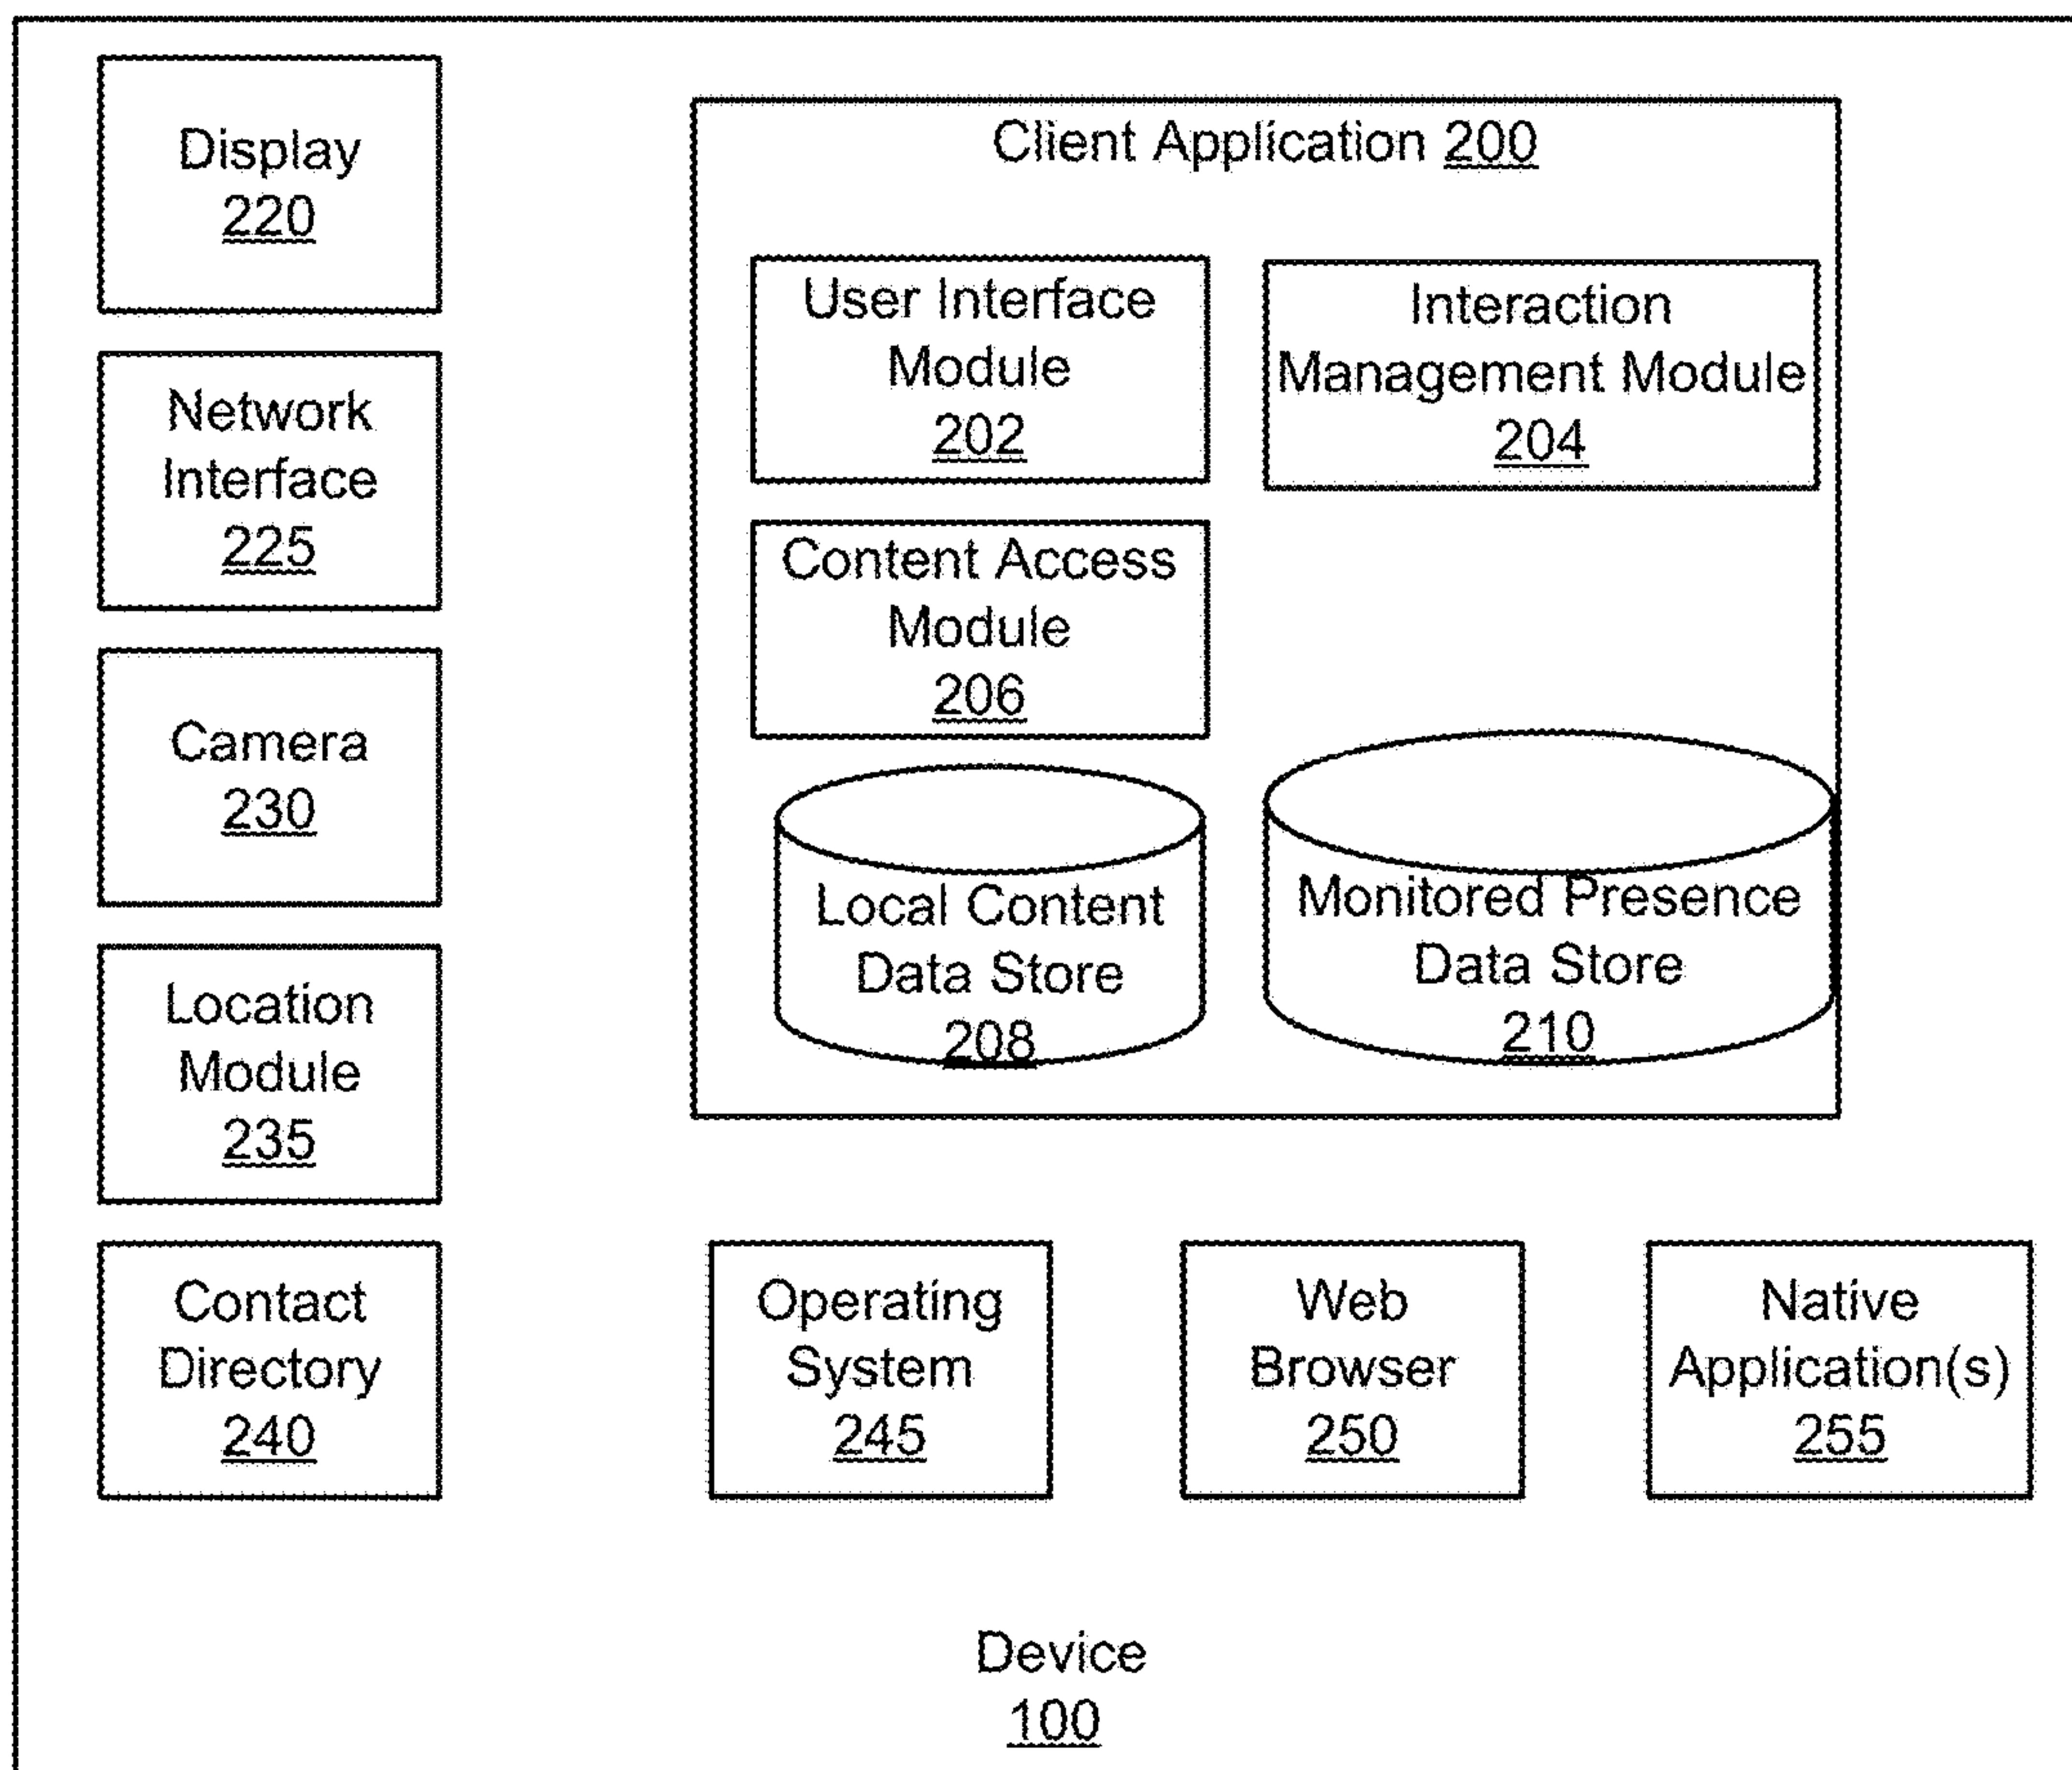 Display
220
Network
Interface
225
Camera
230
Location
Module
235
Contact
Directory
240
Client Application 200
User Interface
Module
202
Interaction
Management Module
204
Content Access
Module
206
Local Content
Data Store
208
Monitored Presence
Data Store
210
Operating
System
245
Web
Browser
250
Native
Application(s)
255
Device
100